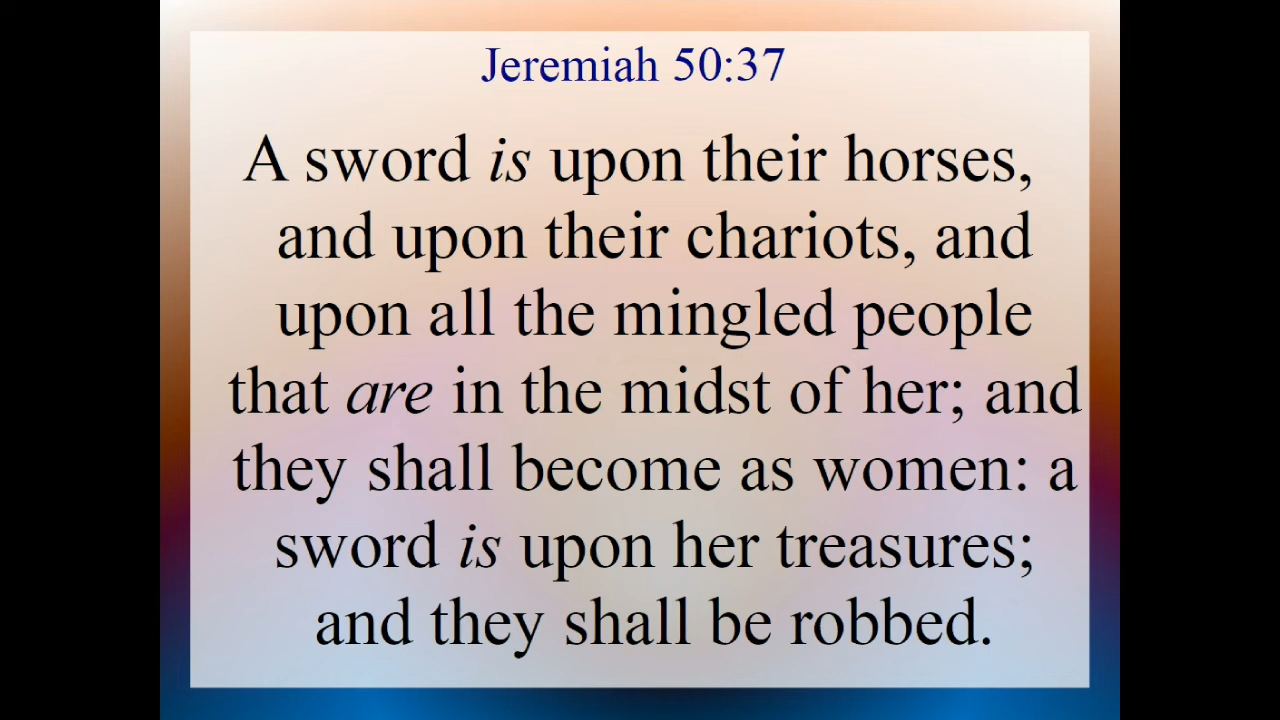 Jeremiah 50:37
A sword is upon their horses,
and upon their chariots, and
upon all the mingled people
that are in the midst of her; and
they shall become as women: a
sword is upon her treasures;
and they shall be robbed.